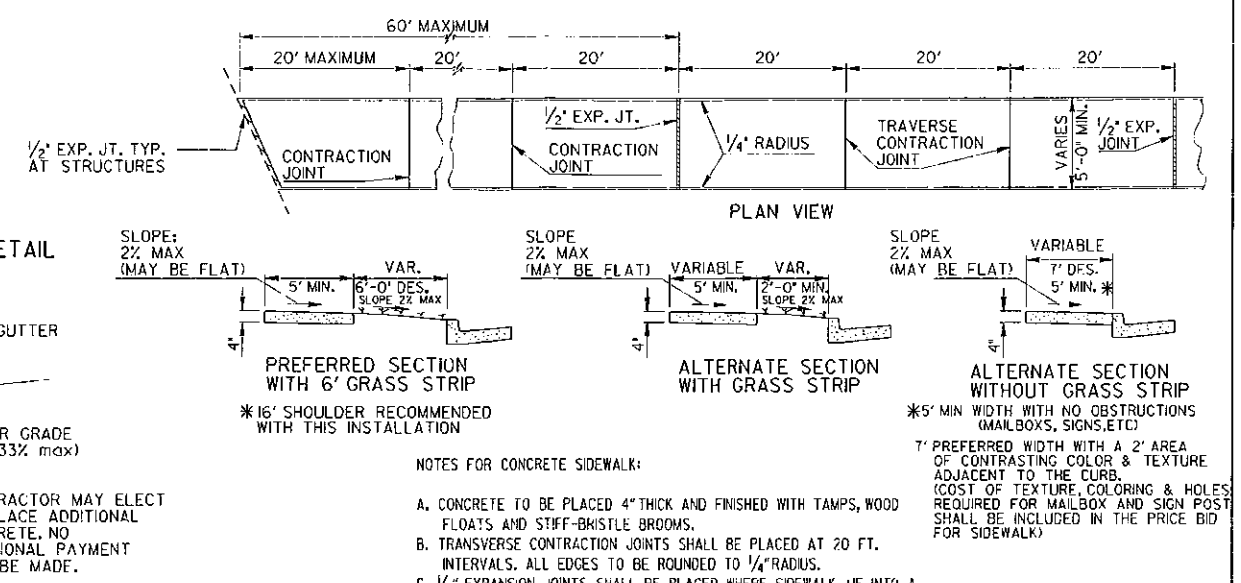 60' MAXIMUM
20' MAXIMUM
20'
20'
20'
20'
20'
1/2" EXP. JT. TYP.
AT STRUCTURES
CONTRACTION
JOINT
1/2" EXP. JT.
CONTRACTION
JOINT
1/4" RADIUS
TRAVERSE
CONTRACTION
JOINT
VARIES
5'-0" MIN.
1/2" EXP.
JOINT
PLAN VIEW
ETAIL
GUTTER
R GRADE
33% max)
RACTOR MAY ELECT
LACE ADDITIONAL
RETE. NO
IONAL PAYMENT
BE MADE.
SLOPE:
2% MAX
(MAY BE FLAT)
VAR.
5' MIN.
6'-0" DES.
SLOPE 2% MAX
4"
PREFERRED SECTION
WITH 6' GRASS STRIP
*16' SHOULDER RECOMMENDED
WITH THIS INSTALLATION
SLOPE
2% MAX
(MAY BE FLAT)
VARIABLE
VAR.
5' MIN.
2'-0" MIN.
SLOPE 2% MAX
4"
ALTERNATE SECTION
WITH GRASS STRIP
SLOPE
2% MAX
(MAY BE FLAT)
VARIABLE
7' DES.
5' MIN. *
4"
ALTERNATE SECTION
WITHOUT GRASS STRIP
*5' MIN WIDTH WITH NO OBSTRUCTIONS
(MAILBOXS, SIGNS,ETC)
7' PREFERRED WIDTH WITH A 2' AREA
OF CONTRASTING COLOR & TEXTURE
ADJACENT TO THE CURB.
(COST OF TEXTURE, COLORING & HOLES
REQUIRED FOR MAILBOX AND SIGN POST
SHALL BE INCLUDED IN THE PRICE BID
FOR SIDEWALK)
NOTES FOR CONCRETE SIDEWALK:
A. CONCRETE TO BE PLACED 4" THICK AND FINISHED WITH TAMPS, WOOD
FLOATS AND STIFF-BRISTLE BROOMS.
B. TRANSVERSE CONTRACTION JOINTS SHALL BE PLACED AT 20 FT.
INTERVALS. ALL EDGES TO BE ROUNDED TO 1/4" RADIUS.
EXPANSION JOINTS SHALL BE PLACED WHERE SIDEWALK